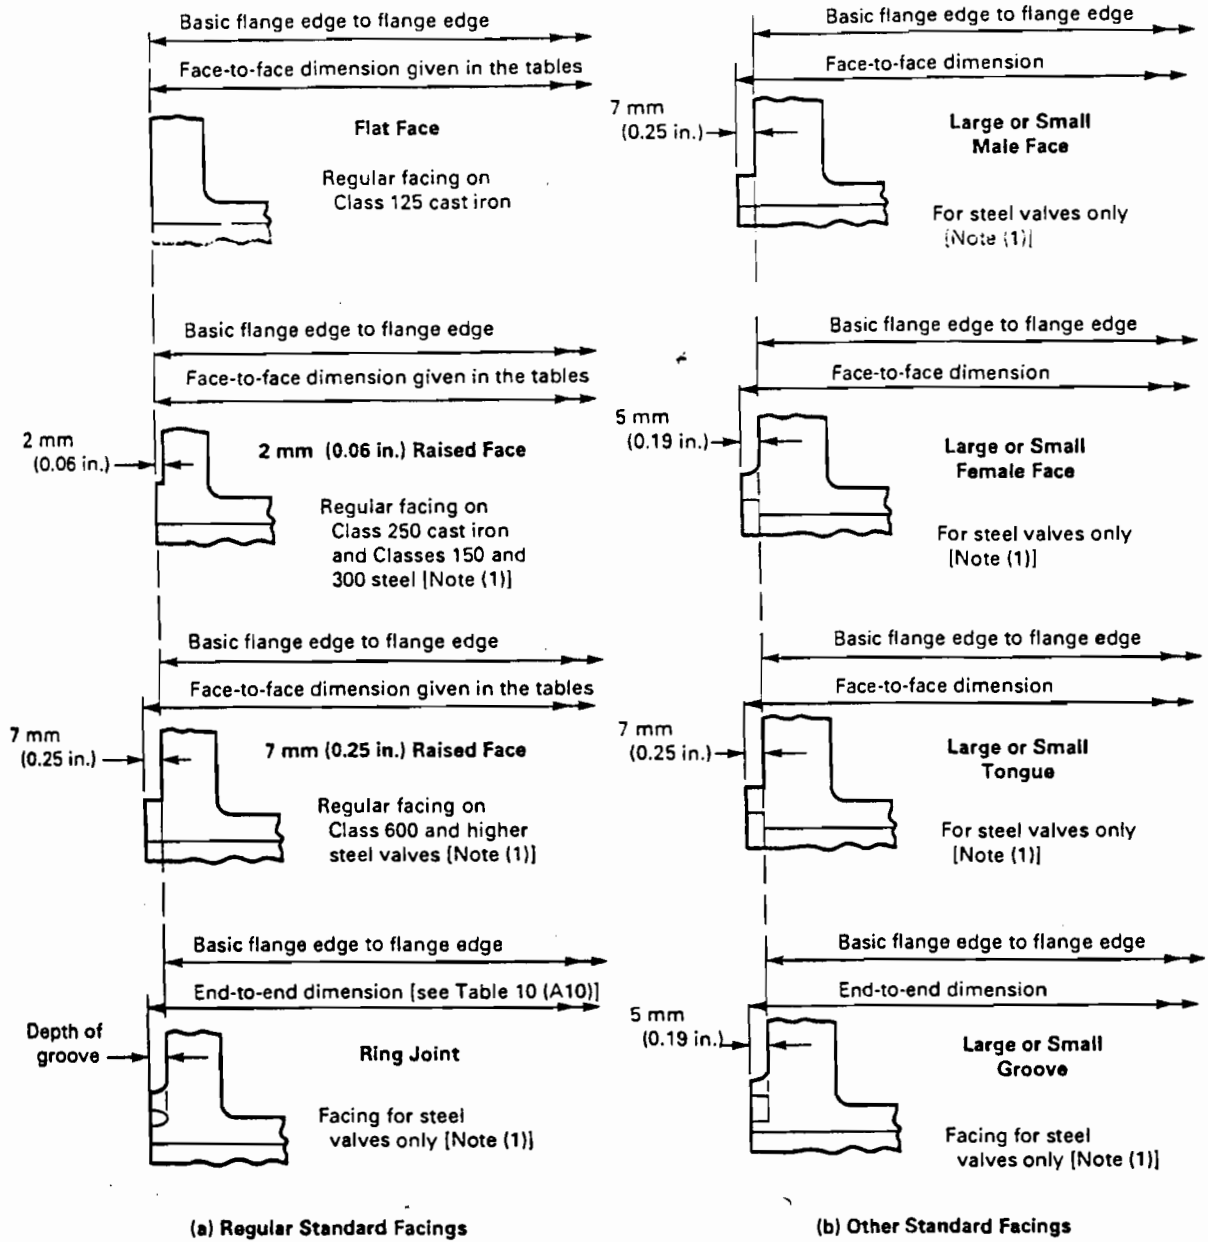 Basic flange edge to flange edge
Face-to-face dimension given in the tables
Flat Face
Regular facing on
Class 125 cast iron
Basic flange edge to flange edge
Face-to-face dimension given in the tables
2 mm
(0.06 in.)
2 mm (0.06 in.) Raised Face
Regular facing on
Class 250 cast iron
and Classes 150 and
300 steel [Note (1)]
Basic flange edge to flange edge
Face-to-face dimension given in the tables
7 mm
(0.25 in.)
7 mm (0.25 in.) Raised Face
Regular facing on
Class 600 and higher
steel valves [Note (1)]
Basic flange edge to flange edge
End-to-end dimension [see Table 10 (A10)]
Depth of
groove
Ring Joint
Facing for steel
valves only [Note (1)]
(a) Regular Standard Facings
Basic flange edge to flange edge
Face-to-face dimension
7 mm
(0.25 in.)
Large or Small
Male Face
For steel valves only
[Note (1)]
Basic flange edge to flange edge
Face-to-face dimension
5 mm
(0.19 in.)
Large or Small
Female Face
For steel valves only
[Note (1)]
Basic flange edge to flange edge
Face-to-face dimension
7 mm
(0.25 in.)
Large or Small
Tongue
For steel valves only
[Note (1)]
Basic flange edge to flange edge
End-to-end dimension
5 mm
(0.19 in.)
Large or Small
Groove
Facing for steel
valves only [Note (1)]
(b) Other Standard Facings